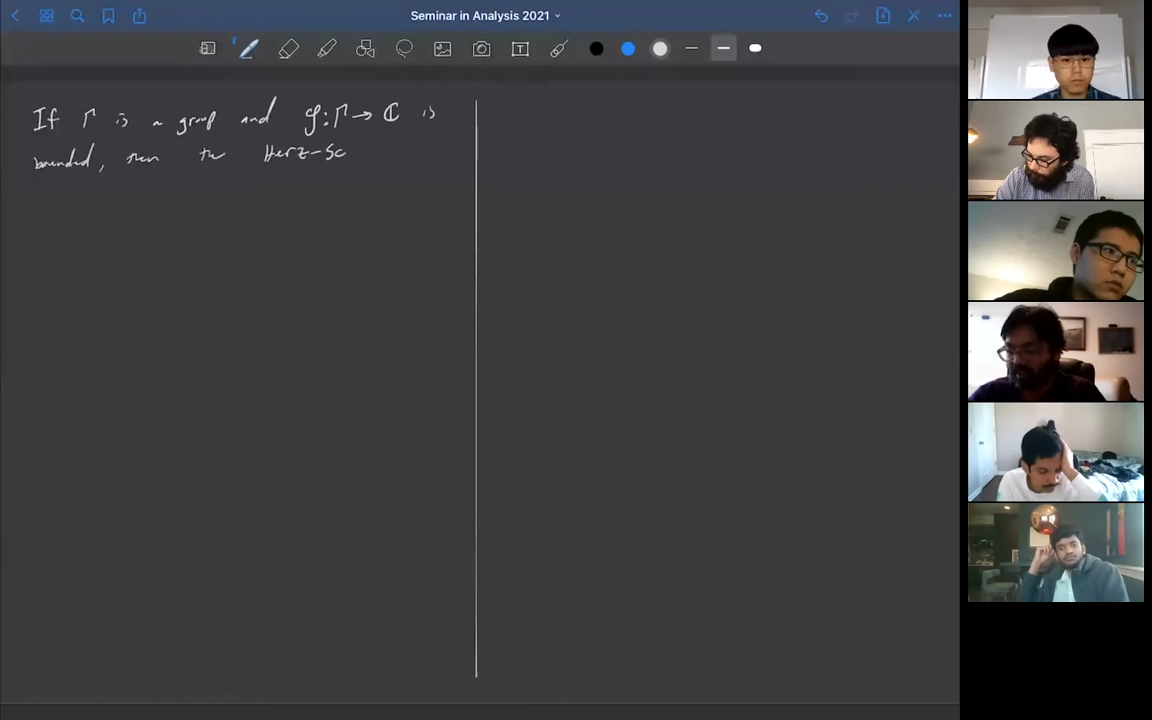 Seminar in Analysis 2021
If Γ is a group and φ: Γ → ℂ is
bounded, then the Herz-Sc